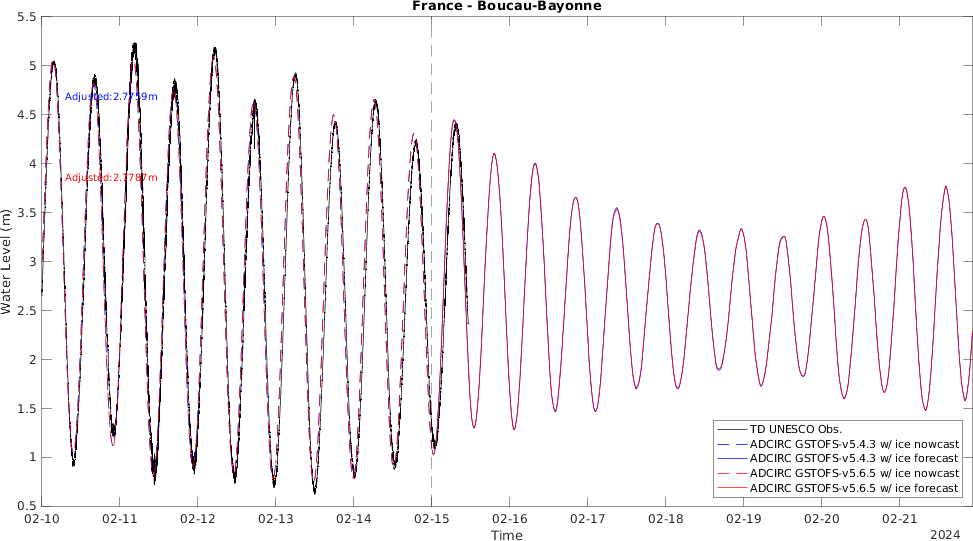 France - Boucau-Bayonne
5.5
5
4.5
4
3.5
3
2.5
2
1.5
1
0.5
Water Level (m)
Adjusted:2.7759m
Adjusted:2.7787m
TD UNESCO Obs.
ADCIRC GSTOFS-v5.4.3 w/ ice nowcast
ADCIRC GSTOFS-v5.4.3 w/ ice forecast
ADCIRC GSTOFS-v5.6.5 w/ ice nowcast
ADCIRC GSTOFS-v5.6.5 w/ ice forecast
02-10 02-11 02-12 02-13 02-14 02-15 02-16 02-17 02-18 02-19 02-20 02-21
Time
2024